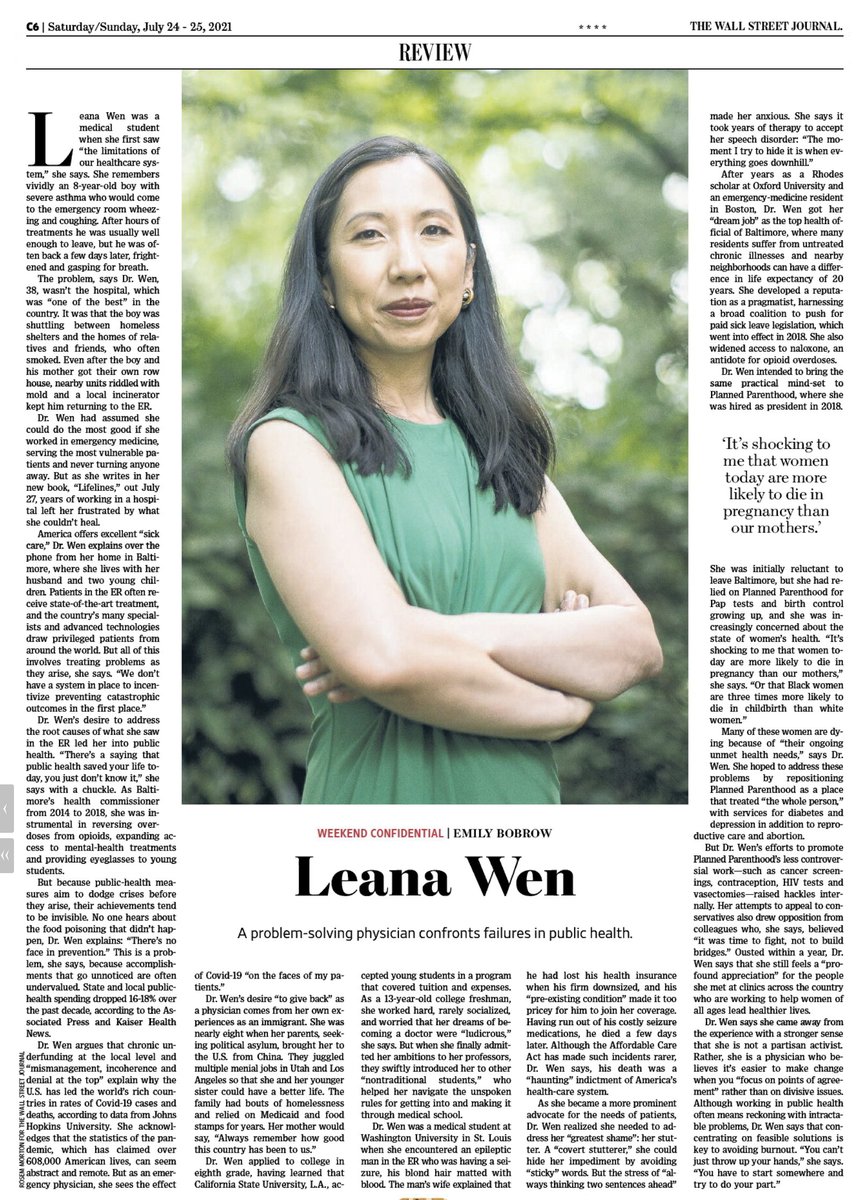 C6 | Saturday/Sunday, July 24 - 25, 2021
* * * *
THE WALL STREET JOURNAL.
REVIEW
Leana Wen was a
medical student
when she first saw
“the limitations of
our healthcare sys-
tem,” she says. She remembers
vividly an 8-year-old boy with
severe asthma who would come
to the emergency room wheez-
ing and coughing. After hours of
treatments he was usually well
enough to leave, but he was of-
ten back a few days later, fright-
ened and gasping for breath.
The problem, says Dr. Wen,
38, wasn’t the hospital, which
was “one of the best” in the
country. It was that the boy was
shuttling between homeless
shelters and the homes of rela-
tives and friends, who often
smoked. Even after the boy and
his mother got their own row
house, nearby units riddled with
mold and a local incinerator
kept him returning to the ER.
Dr. Wen had assumed she
could do the most good if she
worked in emergency medicine,
serving the most vulnerable pa-
tients and never turning anyone
away. But as she writes in her
new book, “Lifelines,” out July
27, years of working in a hospi-
tal left her frustrated by what
she couldn’t heal.
America offers excellent “sick
care,” Dr. Wen explains over the
phone from her home in Balti-
more, where she lives with her
husband and two young chil-
dren. Patients in the ER often re-
ceive state-of-the-art treatment,
and the country’s many special-
ists and advanced technologies
draw privileged patients from
around the world. But all of this
involves treating problems as
they arise, she says. “We don’t
have a system in place to incen-
tivize preventing catastrophic
outcomes in the first place.”
Dr. Wen’s desire to address
the root causes of what she saw
in the ER led her into public
health. “There’s a saying that
public health saved your life to-
day, you just don’t know it,” she
says with a chuckle. As Balti-
more’s health commissioner
from 2014 to 2018, she was in-
strumental in reversing over-
doses from opioids, expanding ac-
cess to mental-health treatments
and providing eyeglasses to young
students.
But because public-health mea-
sures aim to dodge crises before
they arise, their achievements tend
to be invisible. No one hears about
the food poisoning that didn’t hap-
pen, Dr. Wen explains: “There’s no
face in prevention.” This is a prob-
lem, she says, because accomplish-
ments that go unnoticed are often
undervalued. State and local public-
health spending dropped 16-18% over
the past decade, according to the As-
sociated Press and Kaiser Health
News.
Dr. Wen argues that chronic un-
derfunding at the local level and
“mismanagement, incoherence and
denial at the top” explain why the
U.S. has led the world’s rich coun-
tries in rates of Covid-19 cases and
deaths, according to data from Johns
Hopkins University. She acknowl-
edges that the statistics of the pan-
demic, which has claimed over
608,000 American lives, can seem
abstract and remote. But as an emer-
gency physician, she sees the effect
ROSEM MORTON FOR THE WALL STREET JOURNAL
WEEKEND CONFIDENTIAL | EMILY BOBROW
Leana Wen
A problem-solving physician confronts failures in public health.
of Covid-19 “on the faces of my pa-
tients.”
Dr. Wen’s desire “to give back” as
a physician comes from her own ex-
periences as an immigrant. She was
nearly eight when her parents, seek-
ing political asylum, brought her to
the U.S. from China. They juggled
multiple menial jobs in Utah and Los
Angeles so that she and her younger
sister could have a better life. The
family had bouts of homelessness
and relied on Medicaid and food
stamps for years. Her mother would
say, “Always remember how good
this country has been to us.”
Dr. Wen applied to college in
eighth grade, having learned that
California State University, L.A., ac-
cepted young students in a program
that covered tuition and expenses.
As a 13-year-old college freshman,
she worked hard, rarely socialized,
and worried that her dreams of be-
coming a doctor were “ludicrous,”
she says. But when she finally admit-
ted her ambitions to her professors,
they swiftly introduced her to other
“nontraditional students,” who
helped her navigate the unspoken
rules for getting into and making it
through medical school.
Dr. Wen was a medical student at
Washington University in St. Louis
when she encountered an epileptic
man in the ER who was having a sei-
zure, his blond hair matted with
blood. The man’s wife explained that
he had lost his health insurance
when his firm downsized, and his
“pre-existing condition” made it too
pricey for him to join her coverage.
Having run out of his costly seizure
medications, he died a few days
later. Although the Affordable Care
Act has made such incidents rarer,
Dr. Wen says, his death was a
“haunting” indictment of America’s
health-care system.
As she became a more prominent
advocate for the needs of patients,
Dr. Wen realized she needed to
address her “greatest shame”: her stut-
ter. A “covert stutterer,” she could
hide her impediment by avoiding
“sticky” words. But the stress of “al-
ways thinking two sentences ahead”
made her anxious. She says it
took years of therapy to accept
her speech disorder: “The mo-
ment I try to hide it is when ev-
erything goes downhill.”
After years as a Rhodes
scholar at Oxford University and
an emergency-medicine resident
in Boston, Dr. Wen got her
“dream job” as the top health of-
ficial of Baltimore, where many
residents suffer from untreated
chronic illnesses and nearby
neighborhoods can have a differ-
ence in life expectancy of 20
years. She developed a reputa-
tion as a pragmatist, harnessing
a broad coalition to push for
paid sick leave legislation, which
went into effect in 2018. She also
widened access to naloxone, an
antidote for opioid overdoses.
Dr. Wen intended to bring the
same practical mind-set to
Planned Parenthood, where she
was hired as president in 2018.
‘It’s shocking to
me that women
today are more
likely to die in
pregnancy than
our mothers.’
She was initially reluctant to
leave Baltimore, but she had re-
lied on Planned Parenthood for
Pap tests and birth control
growing up, and she was in-
creasingly concerned about the
state of women’s health. “It’s
shocking to me that women to-
day are more likely to die in
pregnancy than our mothers,”
she says. “Or that Black women
are three times more likely to
die in childbirth than white
women.”
Many of these women are dy-
ing because of “their ongoing
unmet health needs,” says Dr.
Wen. She hoped to address these
problems by repositioning
Planned Parenthood as a place
that treated “the whole person,”
with services for diabetes and
depression in addition to repro-
ductive care and abortion.
But Dr. Wen’s efforts to promote
Planned Parenthood’s less controver-
sial work—such as cancer screen-
ings, contraception, HIV tests and
vasectomies—raised hackles inter-
nally. Her attempts to appeal to con-
servatives also drew opposition from
colleagues who, she says, believed
“it was time to fight, not to build
bridges.” Ousted within a year, Dr.
Wen says that she still feels a “pro-
found appreciation” for the people
she met at clinics across the country
who are working to help women of
all ages lead healthier lives.
Dr. Wen says she came away from
the experience with a stronger sense
that she is not a partisan activist.
Rather, she is a physician who be-
lieves it’s easier to make change
when you “focus on points of agree-
ment” rather than on divisive issues.
Although working in public health
often means reckoning with intracta-
ble problems, Dr. Wen says that con-
centrating on feasible solutions is
key to avoiding burnout. “You can’t
just throw up your hands,” she says.
“You have to start somewhere and
try to do your part.”